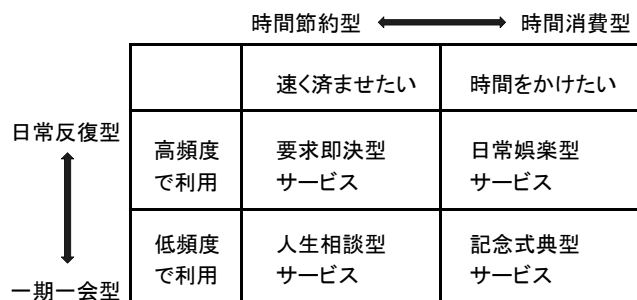 時間節約型 時間消費型
速く済ませたい 時間をかけたい
日常反復型
高頻度 要求即決型 日常娯楽型
で利用 サービス サービス
低頻度 人生相談型 記念式典型
で利用 サービス サービス
一期一会型